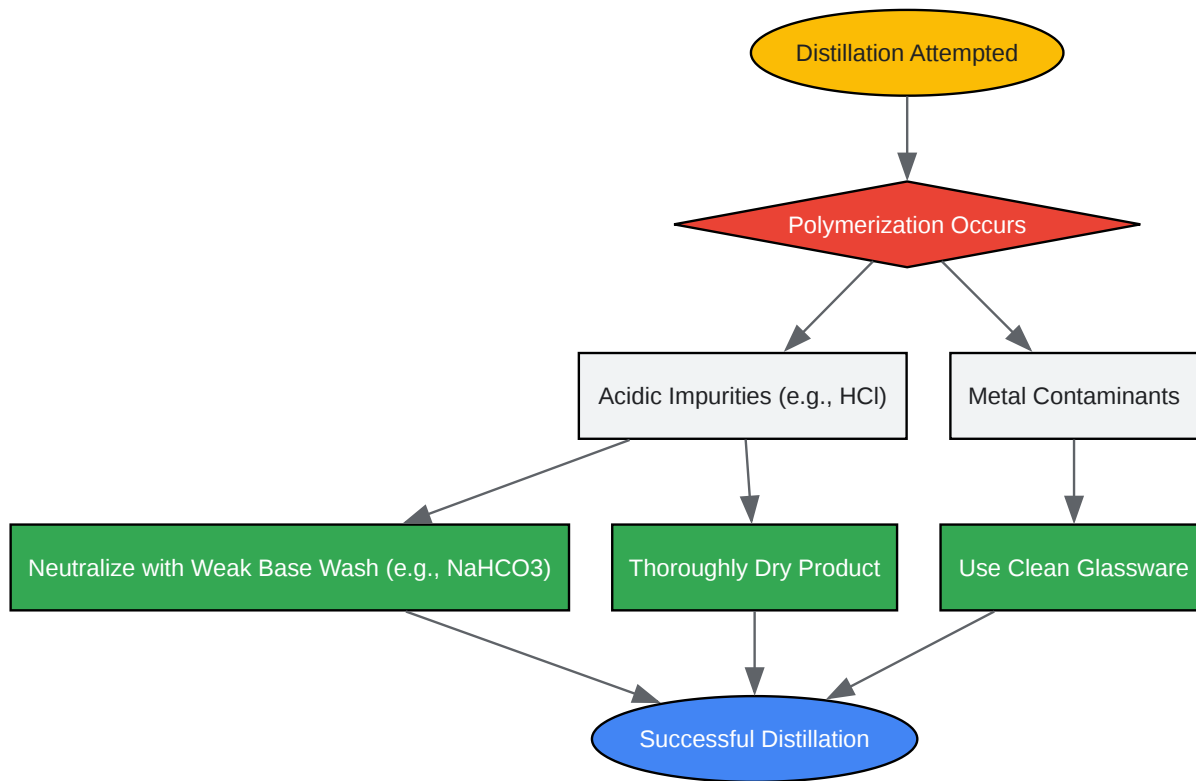 Distillation Attempted
Polymerization Occurs
Acidic Impurities (e.g., HCl)
Metal Contaminants
Neutralize with Weak Base Wash (e.g., NaHCO3)
Thoroughly Dry Product
Use Clean Glassware
Successful Distillation